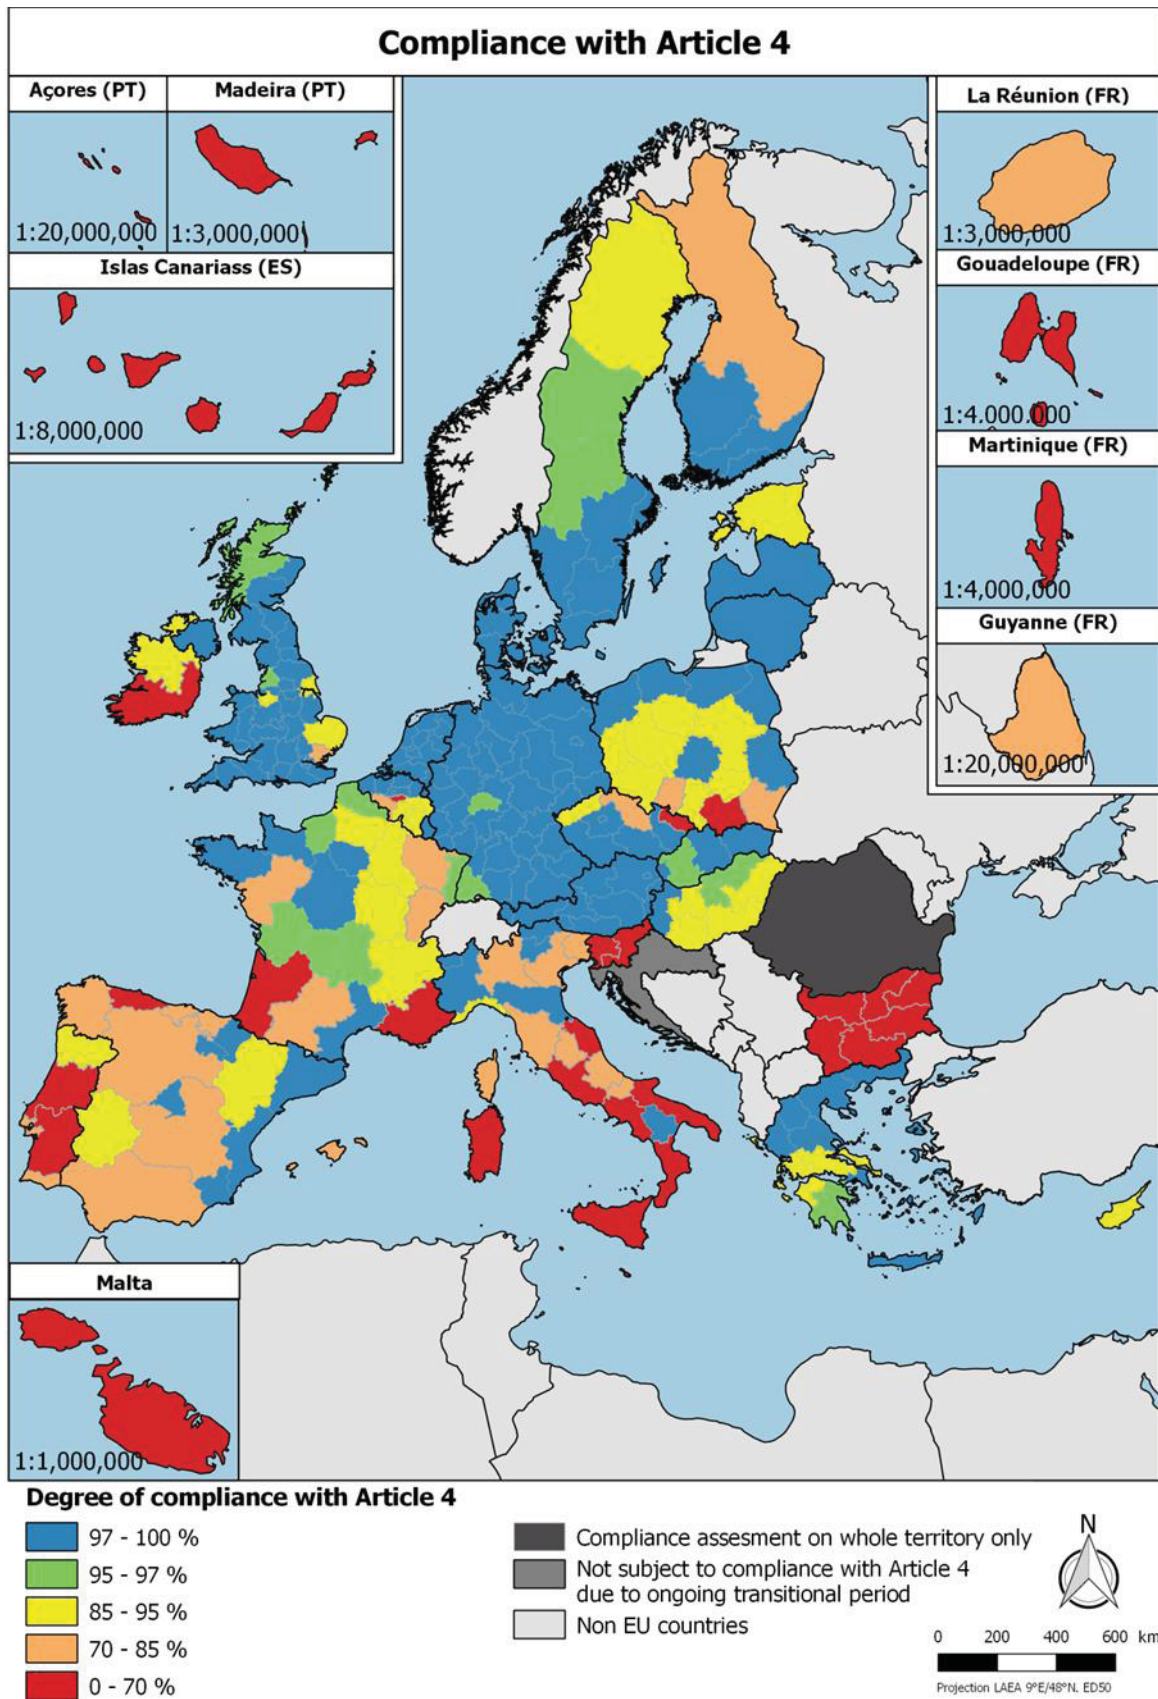 Compliance with Article 4
Açores (PT)
Madeira (PT)
1:20,000,000
1:3,000,000
Islas Canariass (ES)
1:8,000,000
La Réunion (FR)
1:3,000,000
Gouadeloupe (FR)
1:4,000,000
Martinique (FR)
1:4,000,000
Guyanne (FR)
1:20,000,000
Malta
1:1,000,000
Degree of compliance with Article 4
97 - 100 %
95 - 97 %
85 - 95 %
70 - 85 %
0 - 70 %
Compliance assesment on whole territory only
Not subject to compliance with Article 4
due to ongoing transitional period
Non EU countries
N
0 200 400 600 km
Projection LAEA 9°E/48°N. ED50